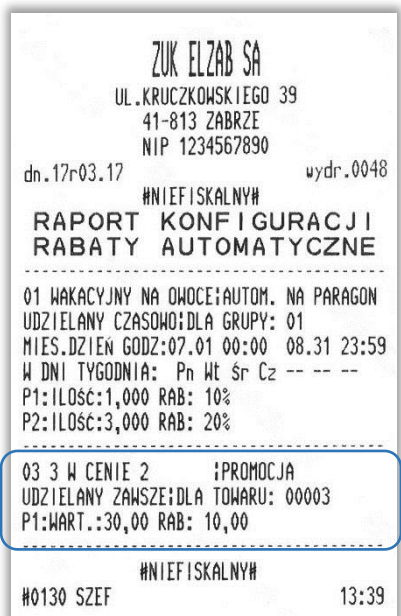 ZUK ELZAB SA
UL.KRUCZKOWSKIEGO 39
41-813 ZABRZE
NIP 1234567890
dn.17r03.17 wydr.0048
#NIEFISKALNY#
RAPORT KONFIGURACJI
RABATY AUTOMATYCZNE
01 WAKACYJNY NA OWOCE¦AUTOM. NA PARAGON
UDZIELANY CZASOWO¦DLA GRUPY: 01
MIES.DZIEŃ GODZ:07.01 00:00 08.31 23:59
W DNI TYGODNIA: Pn Wt Śr Cz -- -- --
P1:ILOŚĆ:1,000 RAB: 10%
P2:ILOŚĆ:3,000 RAB: 20%
03 3 W CENIE 2 ¦PROMOCJA
UDZIELANY ZAWSZE¦DLA TOWARU: 00003
P1:WART.:30,00 RAB: 10,00
#NIEFISKALNY#
#0130 SZEF 13:39